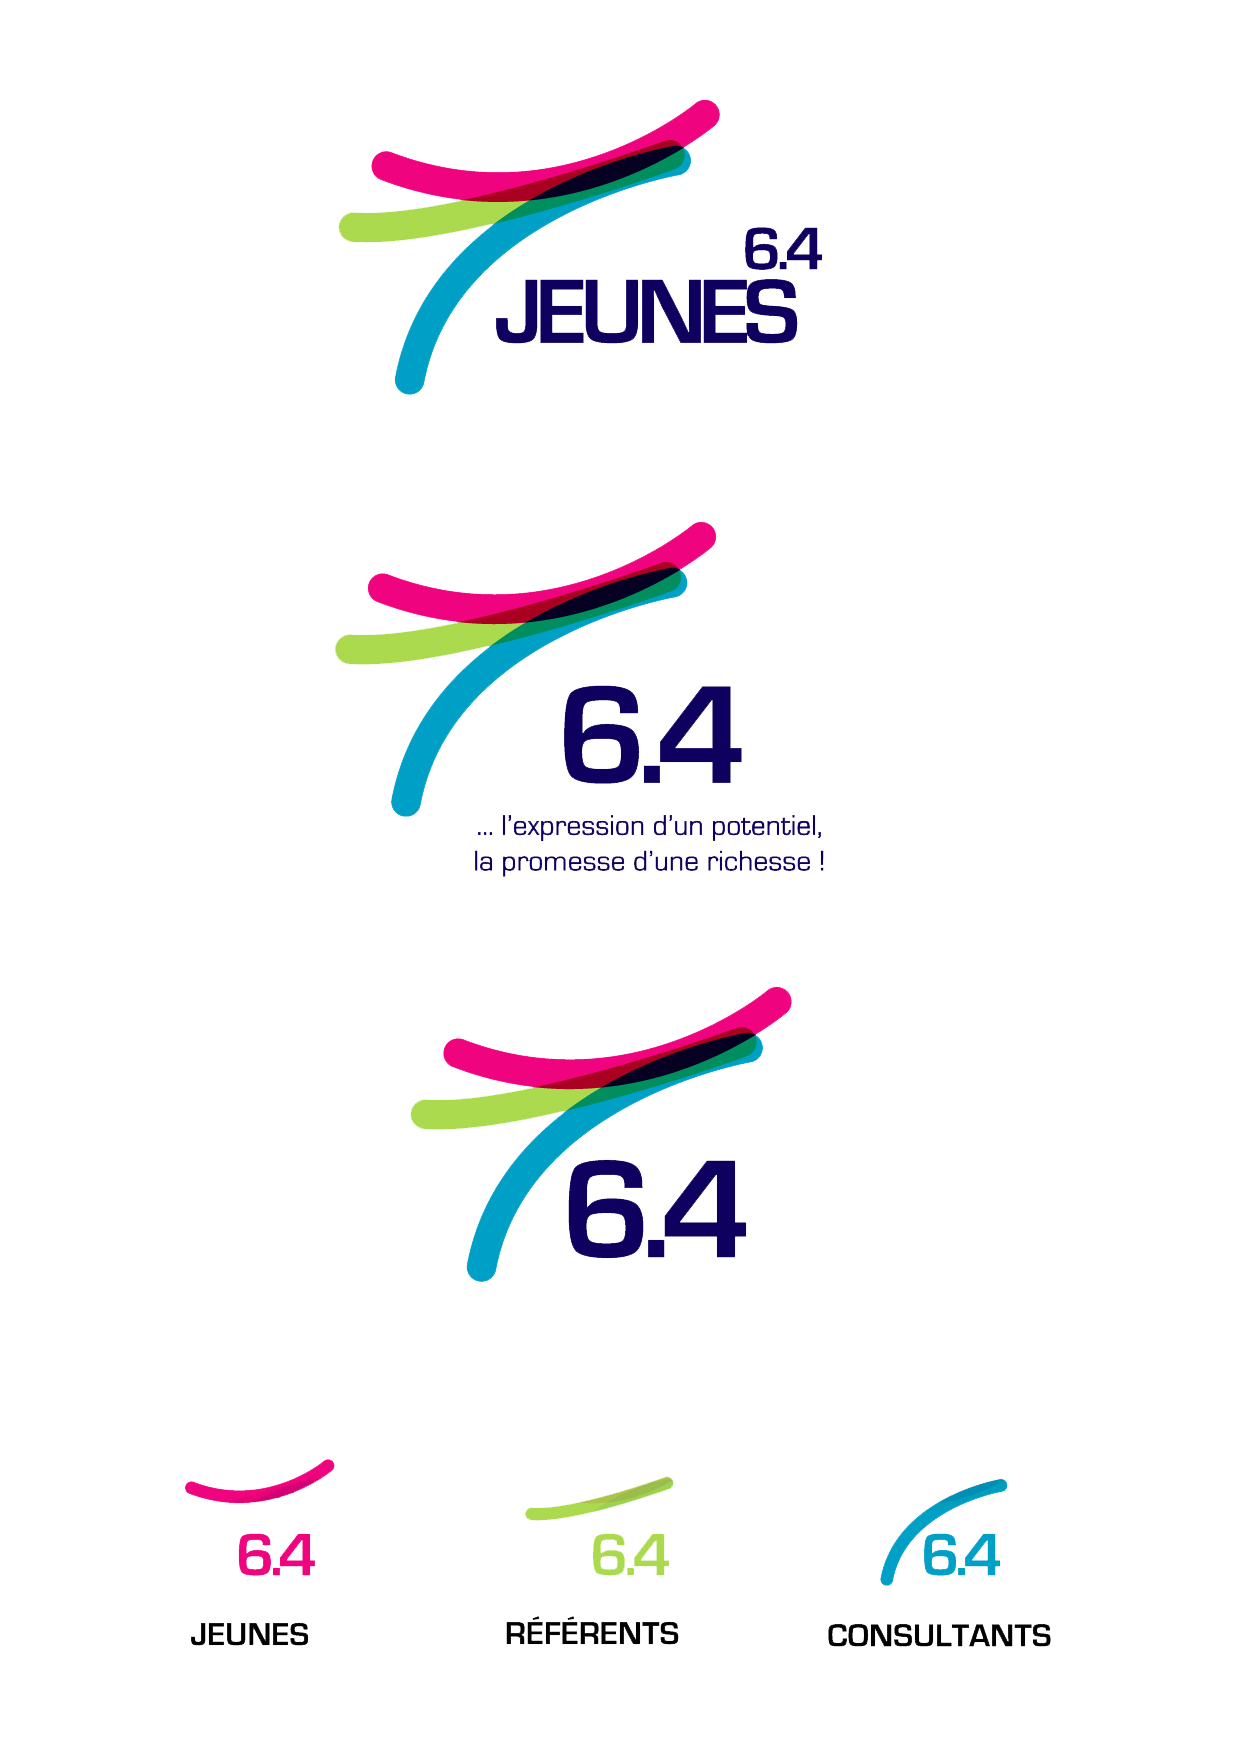 6.4
JEUNES
6.4
... l'expression d'un potentiel,
la promesse d'une richesse !
6.4
6.4
6.4
6.4
JEUNES
RÉFÉRENTS
CONSULTANTS